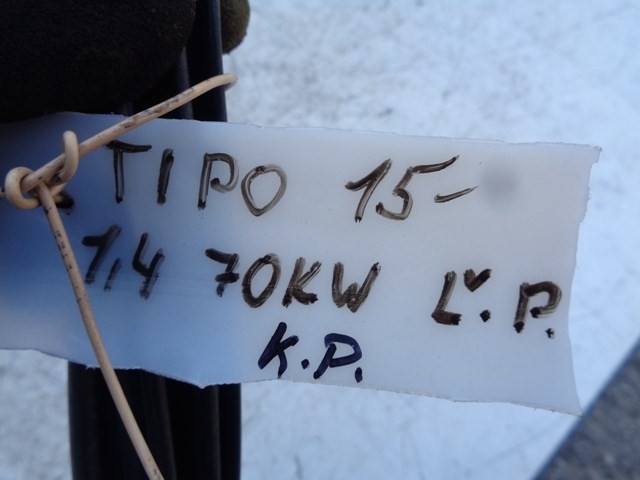 TIPO 15-
1,4 70KW Ľ. P.
K.P.